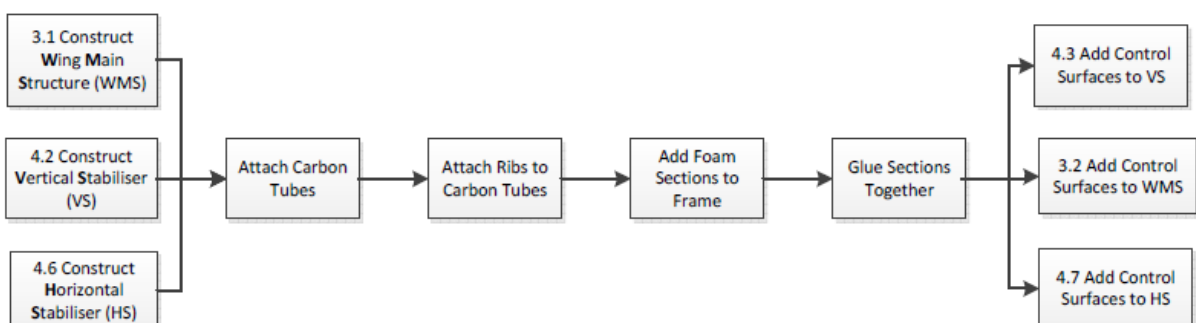 3.1 Construct
Wing Main
Structure (WMS)
4.2 Construct
Vertical Stabiliser
(VS)
4.6 Construct
Horizontal
Stabiliser (HS)
Attach Carbon
Tubes
Attach Ribs to
Carbon Tubes
Add Foam
Sections to
Frame
Glue Sections
Together
4.3 Add Control
Surfaces to VS
3.2 Add Control
Surfaces to WMS
4.7 Add Control
Surfaces to HS